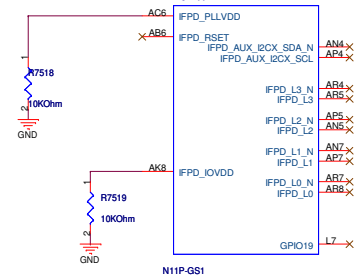 AC6 IFPD_PLLVDD
AB6 IFPD_RSET
IFPD_AUX_I2CX_SDA_N AN4
IFPD_AUX_I2CX_SCL AP4
1
R7518
10KOhm
2
GND
IFPD_L3_N AR4
IFPD_L3 AR5
IFPD_L2_N AP5
IFPD_L2 AN5
IFPD_L1_N AN7
IFPD_L1 AP7
AK8 IFPD_IOVDD
IFPD_L0_N AR7
IFPD_L0 AR8
1
R7519
10KOhm
2
GND
GPIO19 L7
N11P-GS1